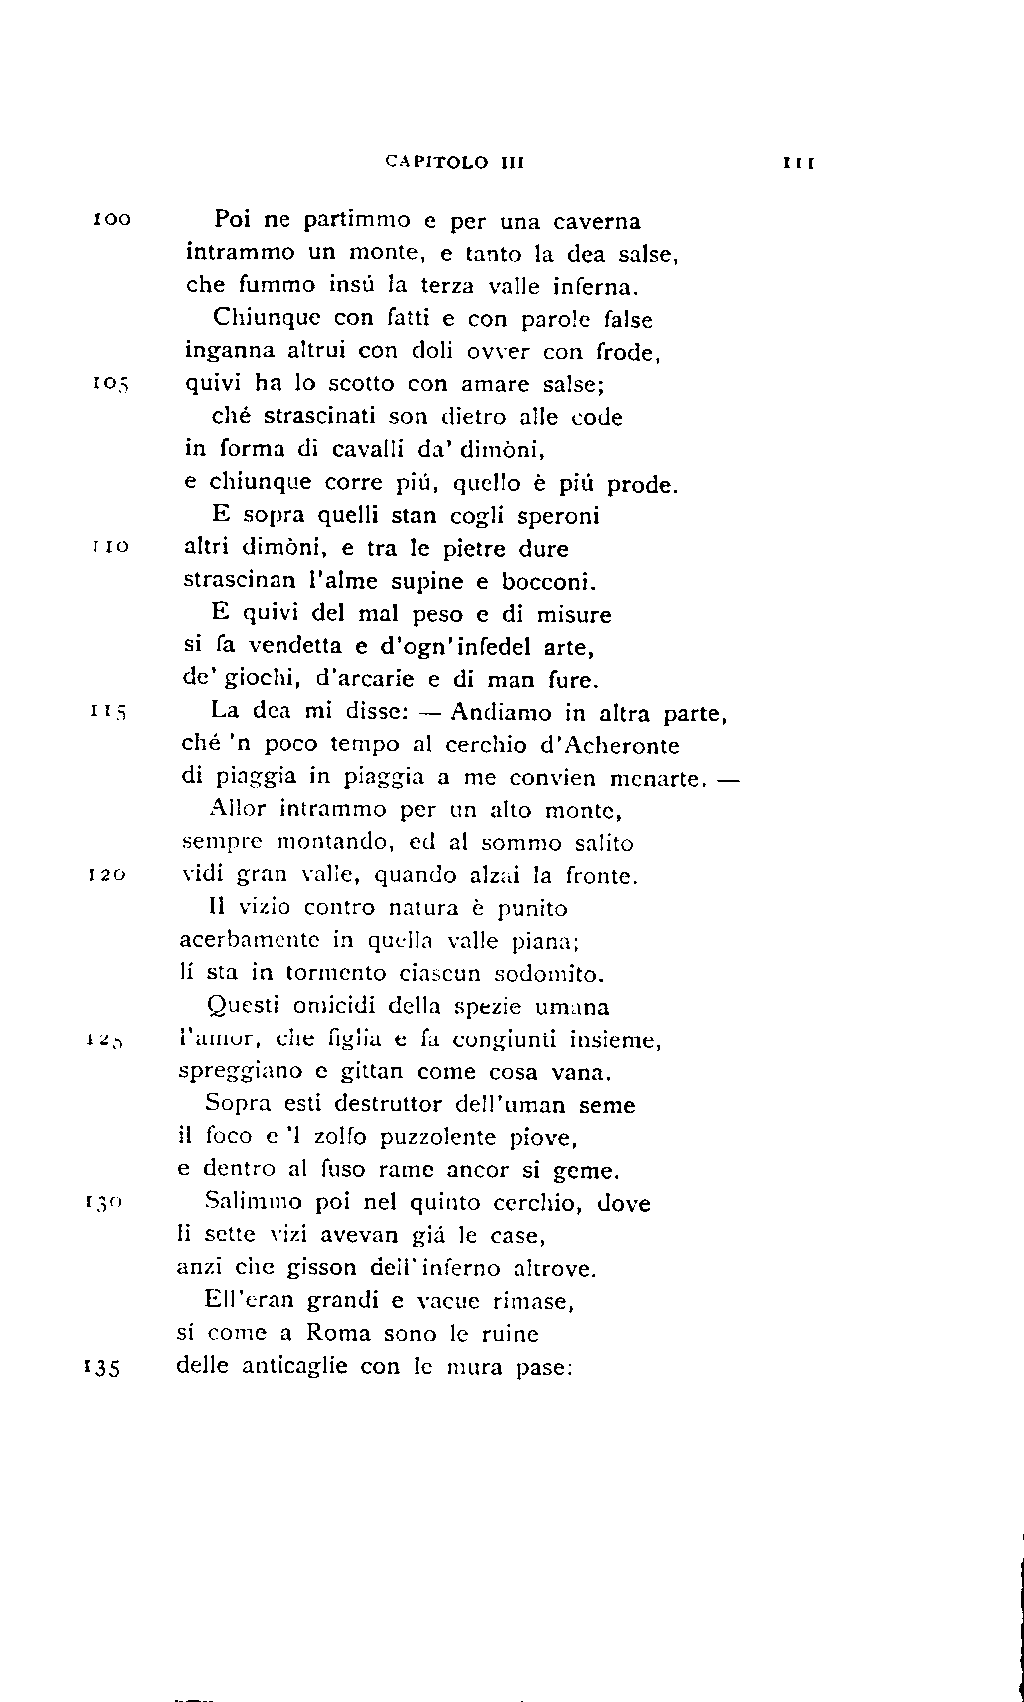 CAPITOLO III 111
100 Poi ne partimmo e per una caverna
intrammo un monte, e tanto la dea salse,
che fummo insú la terza valle inferna.
Chiunque con fatti e con parole false
inganna altrui con doli ovver con frode,
105 quivi ha lo scotto con amare salse;
ché strascinati son dietro alle code
in forma di cavalli da' dimòni,
e chiunque corre piú, quello è piú prode.
E sopra quelli stan cogli speroni
110 altri dimòni, e tra le pietre dure
strascinan l'alme supine e bocconi.
E quivi del mal peso e di misure
si fa vendetta e d'ogn'infedel arte,
de' giochi, d'arcarie e di man fure.
115 La dea mi disse: — Andiamo in altra parte,
ché 'n poco tempo al cerchio d'Acheronte
di piaggia in piaggia a me convien menarte. —
Allor intrammo per un alto monte,
sempre montando, ed al sommo salito
120 vidi gran valle, quando alzai la fronte.
Il vizio contro natura è punito
acerbamente in quella valle piana;
lí sta in tormento ciascun sodomito.
Questi omicidi della spezie umana
125 l'amor, che figlia e fa congiunti insieme,
spreggiano e gittan come cosa vana.
Sopra esti destruttor dell'uman seme
il foco e 'l zolfo puzzolente piove,
e dentro al fuso rame ancor si geme.
130 Salimmo poi nel quinto cerchio, dove
li sette vizi avevan giá le case,
anzi che gisson dell'inferno altrove.
Ell'eran grandi e vacue rimase,
sí come a Roma sono le ruine
135 delle anticaglie con le mura pase: